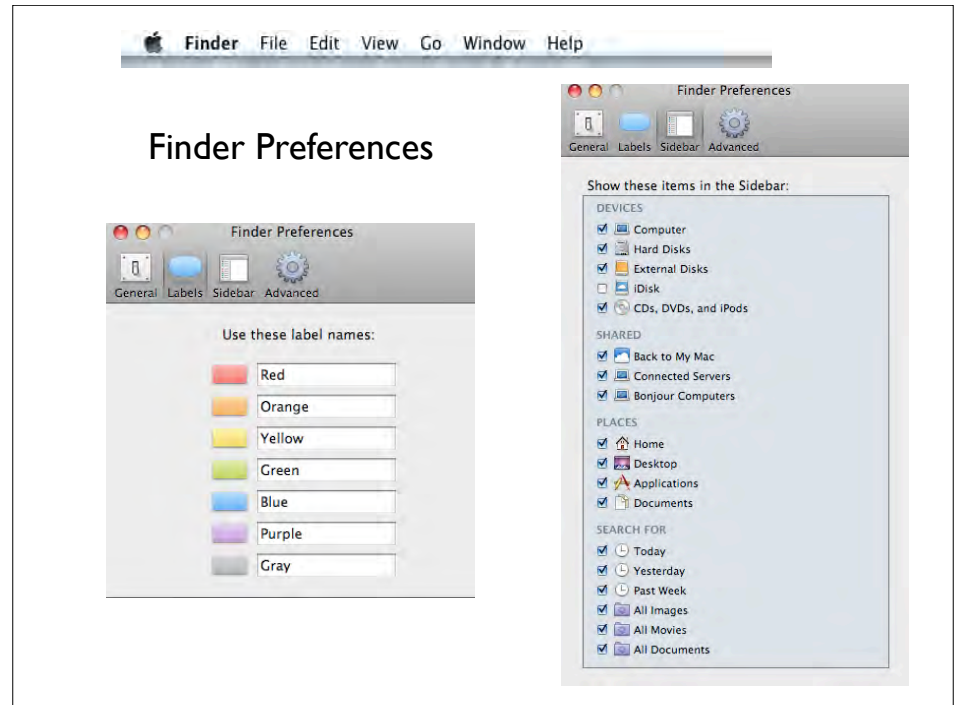 Finder File Edit View Go Window Help
Finder Preferences
Finder Preferences
General Labels Sidebar Advanced
Use these label names:
Red
Orange
Yellow
Green
Blue
Purple
Gray
Finder Preferences
General Labels Sidebar Advanced
Show these items in the Sidebar:
DEVICES
Computer
Hard Disks
External Disks
iDisk
CDs, DVDs, and iPods
SHARED
Back to My Mac
Connected Servers
Bonjour Computers
PLACES
Home
Desktop
Applications
Documents
SEARCH FOR
Today
Yesterday
Past Week
All Images
All Movies
All Documents